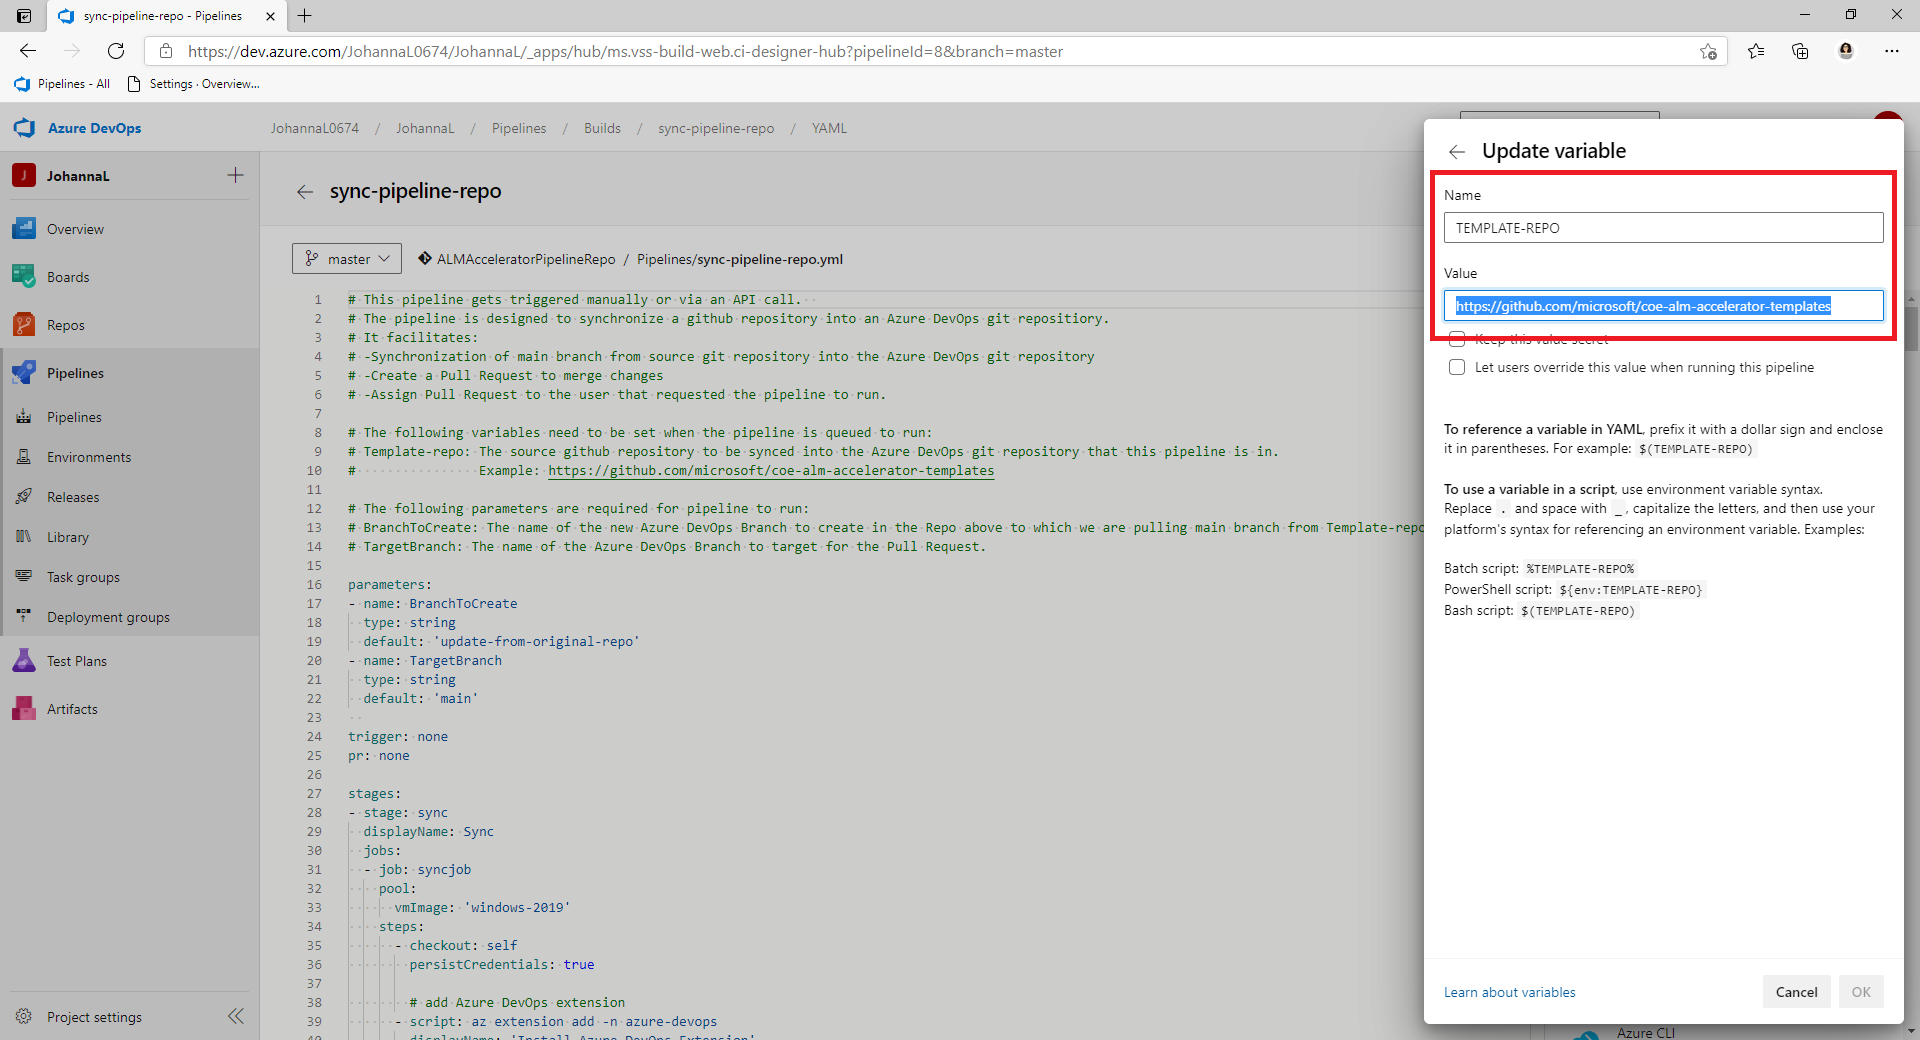 sync-pipeline-repo - Pipelines
https://dev.azure.com/JohannaL0674/JohannaL/_apps/hub/ms.vss-build-web.ci-designer-hub?pipelineId=8&branch=master
Pipelines - All
Settings · Overview...
Azure DevOps
JohannaL0674 / JohannaL / Pipelines / Builds / sync-pipeline-repo / YAML
J
JohannaL
Overview
Boards
Repos
Pipelines
Pipelines
Environments
Releases
Library
Task groups
Deployment groups
Test Plans
Artifacts
Project settings
sync-pipeline-repo
master
ALMAcceleratorPipelineRepo / Pipelines/sync-pipeline-repo.yml
1 # This pipeline gets triggered manually or via an API call.
2 # The pipeline is designed to synchronize a github repository into an Azure DevOps git repositiory.
3 # It facilitates:
4 # -Synchronization of main branch from source git repository into the Azure DevOps git repository
5 # -Create a Pull Request to merge changes
6 # -Assign Pull Request to the user that requested the pipeline to run.
7
8 # The following variables need to be set when the pipeline is queued to run:
9 # Template-repo: The source github repository to be synced into the Azure DevOps git repository that this pipeline is in.
10 # Example: https://github.com/microsoft/coe-alm-accelerator-templates
11
12 # The following parameters are required for pipeline to run:
13 # BranchToCreate: The name of the new Azure DevOps Branch to create in the Repo above to which we are pulling main branch from Template-repo
14 # TargetBranch: The name of the Azure DevOps Branch to target for the Pull Request.
15
16 parameters:
17 - name: BranchToCreate
18 type: string
19 default: 'update-from-original-repo'
20 - name: TargetBranch
21 type: string
22 default: 'main'
23
24 trigger: none
25 pr: none
26
27 stages:
28 - stage: sync
29 displayName: Sync
30 jobs:
31 - job: syncjob
32 pool:
33 vmImage: 'windows-2019'
34 steps:
35 - checkout: self
36 persistCredentials: true
37
38 # add Azure DevOps extension
39 - script: az extension add -n azure-devops
40 displayName: 'Install Azure DevOps Extension'
Update variable
Name
TEMPLATE-REPO
Value
https://github.com/microsoft/coe-alm-accelerator-templates
Keep this value secret
Let users override this value when running this pipeline
To reference a variable in YAML, prefix it with a dollar sign and enclose
it in parentheses. For example: $(TEMPLATE-REPO)
To use a variable in a script, use environment variable syntax.
Replace . and space with _, capitalize the letters, and then use your
platform's syntax for referencing an environment variable. Examples:
Batch script: %TEMPLATE-REPO%
PowerShell script: ${env:TEMPLATE-REPO}
Bash script: $(TEMPLATE-REPO)
Learn about variables
Cancel
OK
Azure CLI